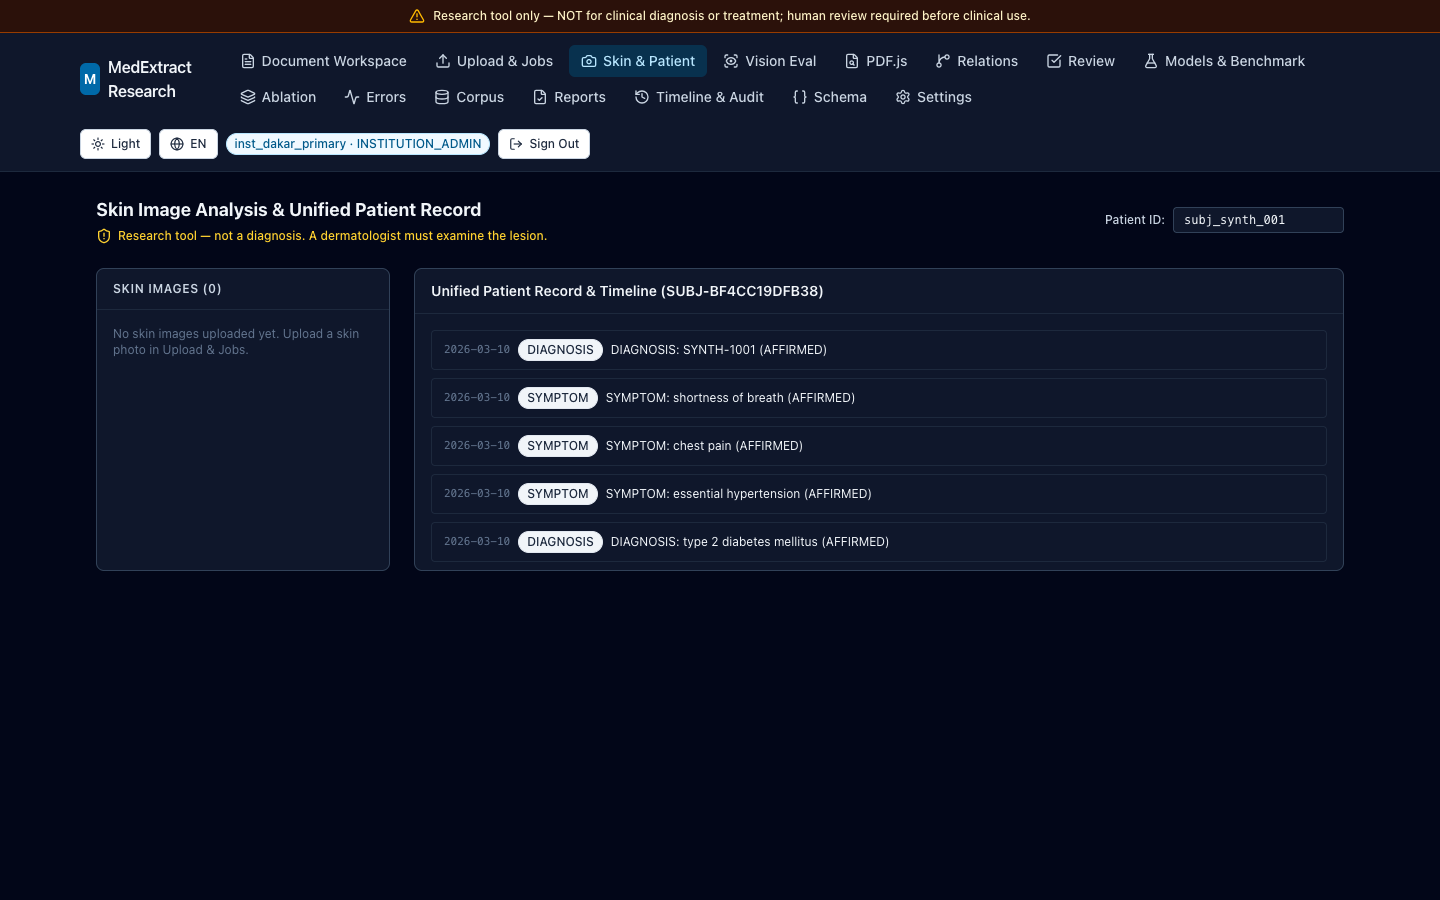 Research tool only — NOT for clinical diagnosis or treatment; human review required before clinical use.
M
MedExtract
Research
Document Workspace
Upload & Jobs
Skin & Patient
Vision Eval
PDF.js
Relations
Review
Models & Benchmark
Ablation
Errors
Corpus
Reports
Timeline & Audit
Schema
Settings
Light
EN
inst_dakar_primary · INSTITUTION_ADMIN
Sign Out
Skin Image Analysis & Unified Patient Record
Research tool — not a diagnosis. A dermatologist must examine the lesion.
Patient ID:
subj_synth_001
SKIN IMAGES (0)
No skin images uploaded yet. Upload a skin
photo in Upload & Jobs.
Unified Patient Record & Timeline (SUBJ-BF4CC19DFB38)
2026-03-10 DIAGNOSIS DIAGNOSIS: SYNTH-1001 (AFFIRMED)
2026-03-10 SYMPTOM SYMPTOM: shortness of breath (AFFIRMED)
2026-03-10 SYMPTOM SYMPTOM: chest pain (AFFIRMED)
2026-03-10 SYMPTOM SYMPTOM: essential hypertension (AFFIRMED)
2026-03-10 DIAGNOSIS DIAGNOSIS: type 2 diabetes mellitus (AFFIRMED)